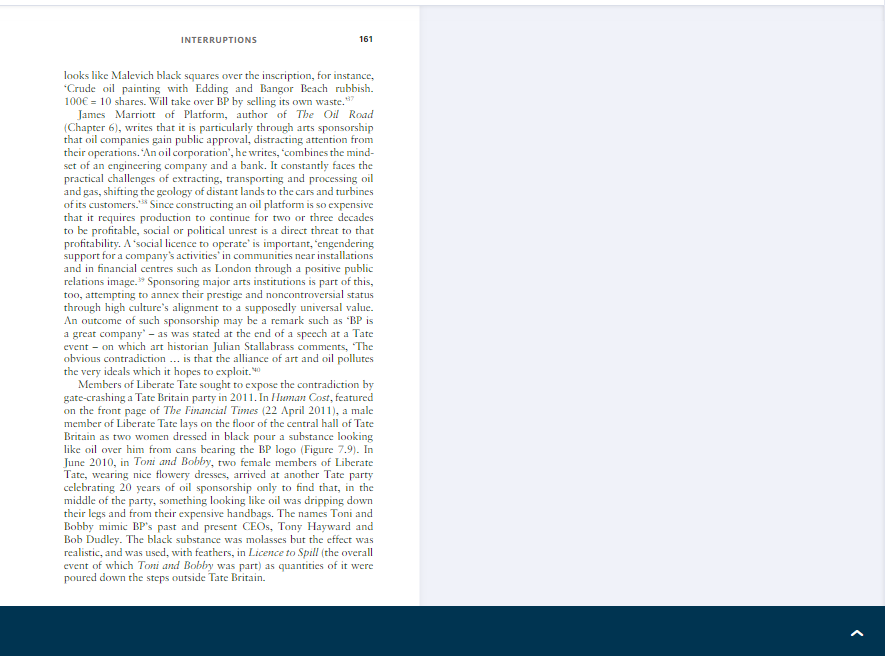 INTERRUPTIONS 161
looks like Malevich black squares over the inscription, for instance,
‘Crude oil painting with Edding and Bangor Beach rubbish.
100€ = 10 shares. Will take over BP by selling its own waste.’³⁷
James Marriott of Platform, author of The Oil Road
(Chapter 6), writes that it is particularly through arts sponsorship
that oil companies gain public approval, distracting attention from
their operations. ‘An oil corporation’, he writes, ‘combines the mind-
set of an engineering company and a bank. It constantly faces the
practical challenges of extracting, transporting and processing oil
and gas, shifting the geology of distant lands to the cars and turbines
of its customers.’³⁸ Since constructing an oil platform is so expensive
that it requires production to continue for two or three decades
to be profitable, social or political unrest is a direct threat to that
profitability. A ‘social licence to operate’ is important, ‘engendering
support for a company’s activities’ in communities near installations
and in financial centres such as London through a positive public
relations image.³⁹ Sponsoring major arts institutions is part of this,
too, attempting to annex their prestige and noncontroversial status
through high culture’s alignment to a supposedly universal value.
An outcome of such sponsorship may be a remark such as ‘BP is
a great company’ – as was stated at the end of a speech at a Tate
event – on which art historian Julian Stallabrass comments, ‘The
obvious contradiction … is that the alliance of art and oil pollutes
the very ideals which it hopes to exploit.’⁴⁰
Members of Liberate Tate sought to expose the contradiction by
gate-crashing a Tate Britain party in 2011. In Human Cost, featured
on the front page of The Financial Times (22 April 2011), a male
member of Liberate Tate lays on the floor of the central hall of Tate
Britain as two women dressed in black pour a substance looking
like oil over him from cans bearing the BP logo (Figure 7.9). In
June 2010, in Toni and Bobby, two female members of Liberate
Tate, wearing nice flowery dresses, arrived at another Tate party
celebrating 20 years of oil sponsorship only to find that, in the
middle of the party, something looking like oil was dripping down
their legs and from their expensive handbags. The names Toni and
Bobby mimic BP’s past and present CEOs, Tony Hayward and
Bob Dudley. The black substance was molasses but the effect was
realistic, and was used, with feathers, in Licence to Spill (the overall
event of which Toni and Bobby was part) as quantities of it were
poured down the steps outside Tate Britain.